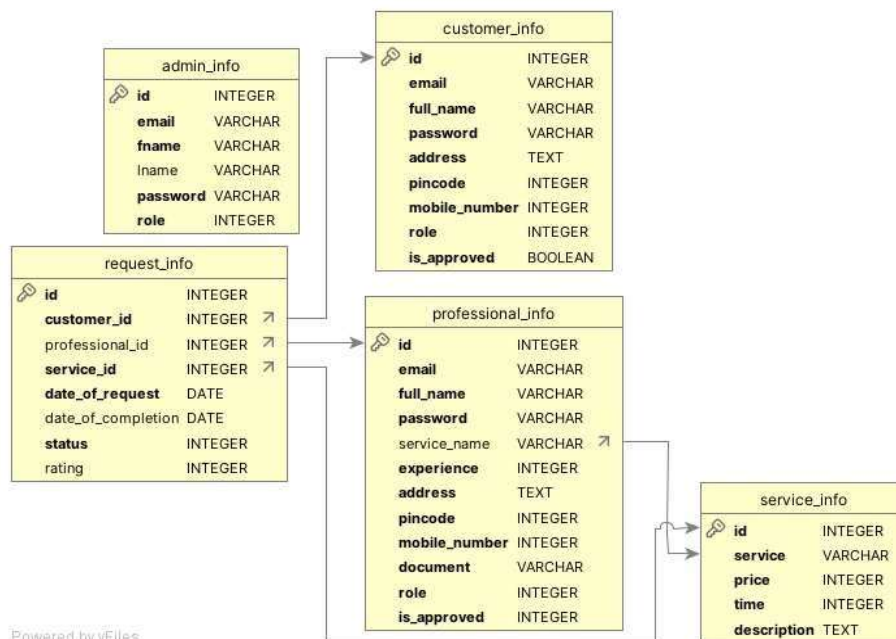 customer_info
id INTEGER
email VARCHAR
full_name VARCHAR
password VARCHAR
address TEXT
pincode INTEGER
mobile_number INTEGER
role INTEGER
is_approved BOOLEAN
admin_info
id INTEGER
email VARCHAR
fname VARCHAR
lname VARCHAR
password VARCHAR
role INTEGER
request_info
id INTEGER
customer_id INTEGER
professional_id INTEGER
service_id INTEGER
date_of_request DATE
date_of_completion DATE
status INTEGER
rating INTEGER
professional_info
id INTEGER
email VARCHAR
full_name VARCHAR
password VARCHAR
service_name VARCHAR
experience INTEGER
address TEXT
pincode INTEGER
mobile_number INTEGER
document VARCHAR
role INTEGER
is_approved INTEGER
service_info
id INTEGER
service VARCHAR
price INTEGER
time INTEGER
description TEXT
Powered by yFiles